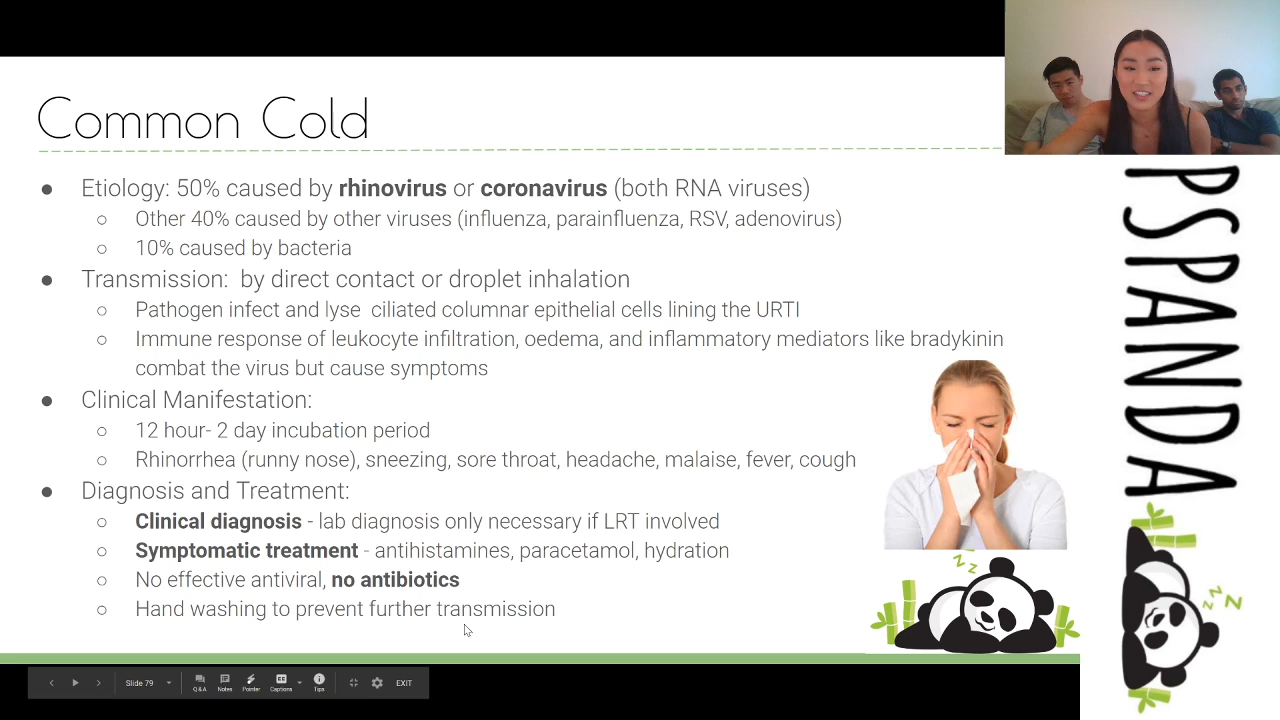 Common Cold
● Etiology: 50% caused by rhinovirus or coronavirus (both RNA viruses)
○ Other 40% caused by other viruses (influenza, parainfluenza, RSV, adenovirus)
○ 10% caused by bacteria
● Transmission: by direct contact or droplet inhalation
○ Pathogen infect and lyse ciliated columnar epithelial cells lining the URTI
○ Immune response of leukocyte infiltration, oedema, and inflammatory mediators like bradykinin
combat the virus but cause symptoms
● Clinical Manifestation:
○ 12 hour- 2 day incubation period
○ Rhinorrhea (runny nose), sneezing, sore throat, headache, malaise, fever, cough
● Diagnosis and Treatment:
○ Clinical diagnosis - lab diagnosis only necessary if LRT involved
○ Symptomatic treatment - antihistamines, paracetamol, hydration
○ No effective antiviral, no antibiotics
○ Hand washing to prevent further transmission
PSPANDA
z z z
z z z
Slide 79
Q&A Notes Pointer Captions Tips
EXIT